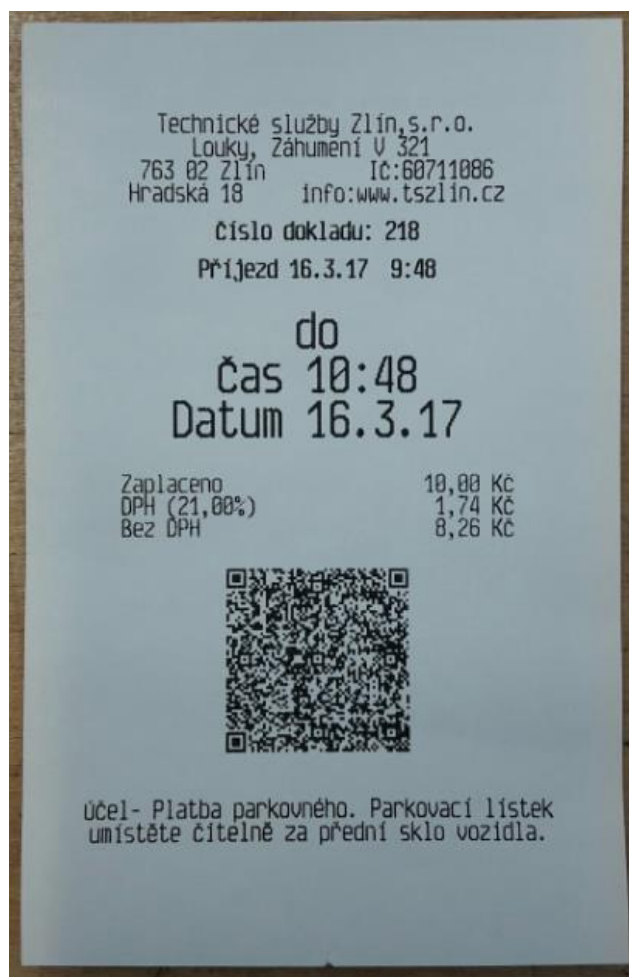 Technické služby Zlín,s.r.o.
Louky, Záhumení V 321
763 02 Zlín IČ:60711086
Hradská 18 info:www.tszlin.cz
číslo dokladu: 218
Příjezd 16.3.17 9:48
do
čas 10:48
Datum 16.3.17
Zaplaceno 10,00 Kč
DPH (21,00%) 1,74 Kč
Bez DPH 8,26 Kč
účel- Platba parkovného. Parkovací lístek
umístěte čitelně za přední sklo vozidla.